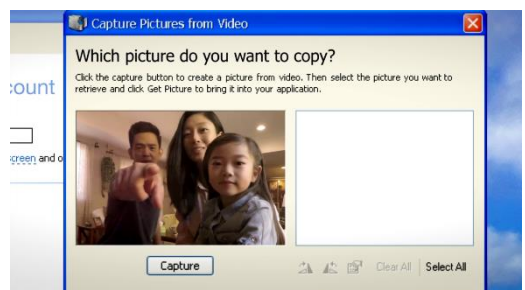 Capture Pictures from Video
Which picture do you want to copy?
Click the capture button to create a picture from video. Then select the picture you want to
retrieve and click Get Picture to bring it into your application.
count
screen and o
Capture
Clear All
Select All